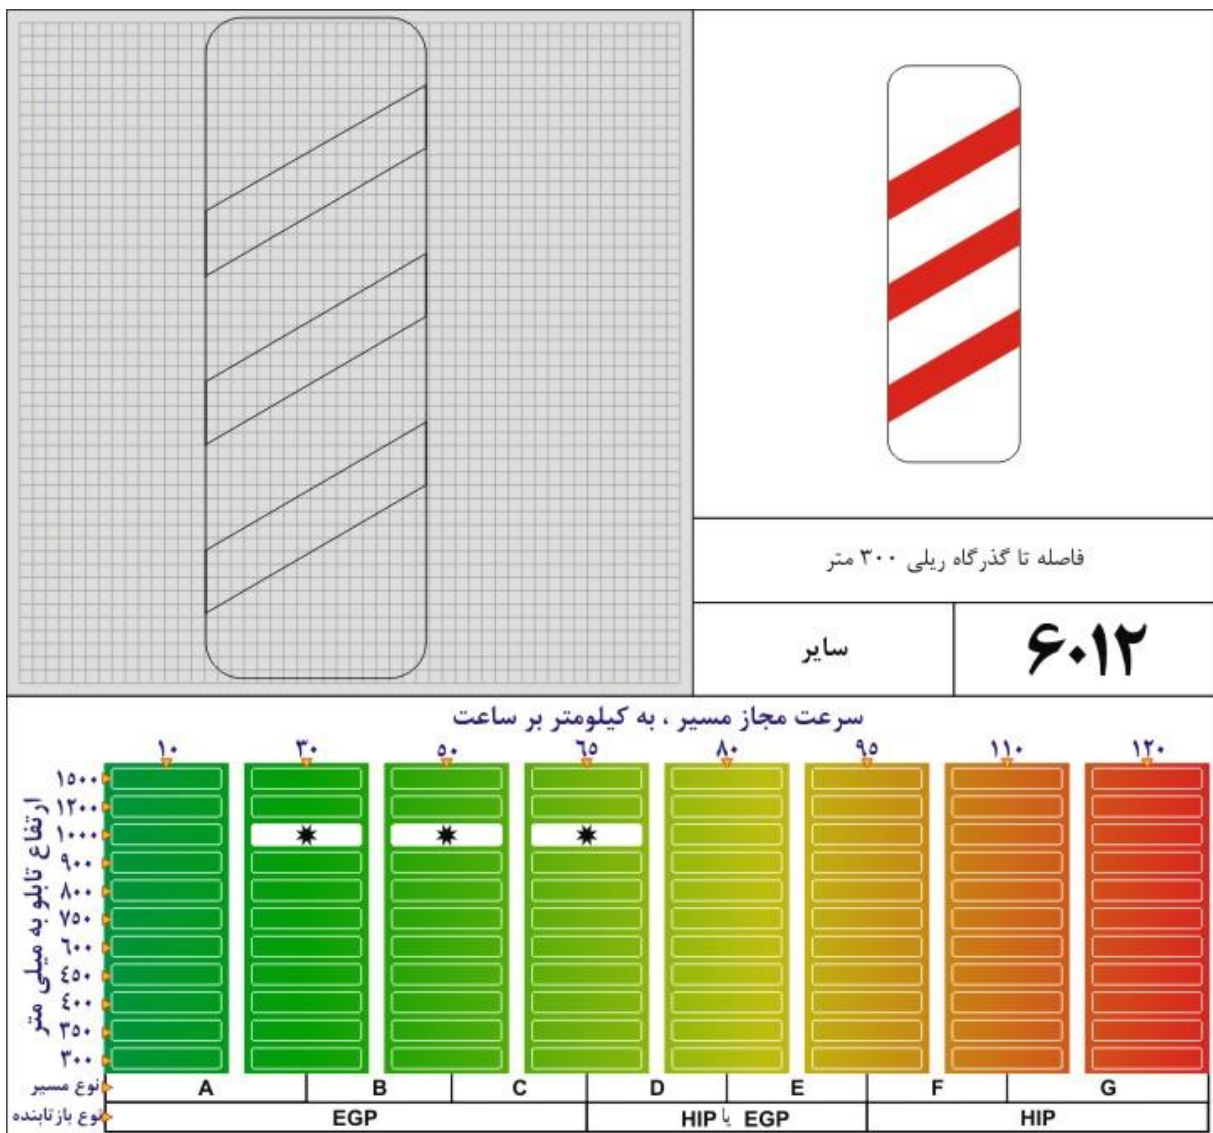 فاصله تا گذرگاه ریلی ۳۰۰ متر
سایر
۶۰۱۲
سرعت مجاز مسیر ، به کیلومتر بر ساعت
۱۰ ۳۰ ۵۰ ۶۵ ۸۰ ۹۵ ۱۱۰ ۱۲۰
ارتفاع تابلو به میلی متر
۱۵۰۰
۱۲۰۰
۱۰۰۰
۹۰۰
۸۰۰
۷۵۰
۶۰۰
٤۵۰
٤۰۰
۳۵۰
۳۰۰
نوع مسیر A B C D E F G
نوع بازتابنده EGP HIP یا EGP HIP